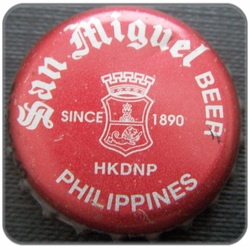 San Miguel BEER
SINCE 1890
HKDNP
PHILIPPINES